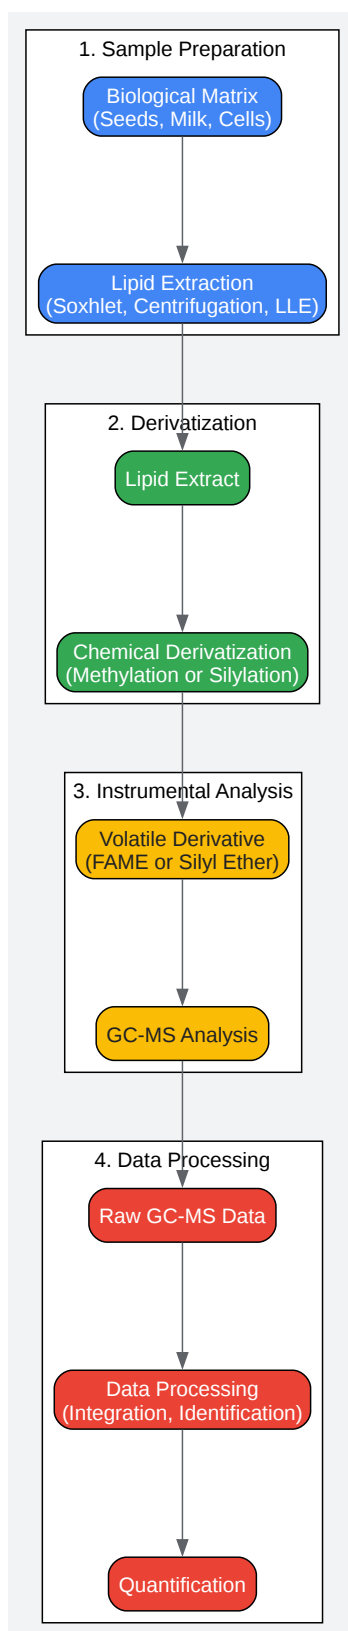 1. Sample Preparation
Biological Matrix
(Seeds, Milk, Cells)
Lipid Extraction
(Soxhlet, Centrifugation, LLE)
2. Derivatization
Lipid Extract
Chemical Derivatization
(Methylation or Silylation)
3. Instrumental Analysis
Volatile Derivative
(FAME or Silyl Ether)
GC-MS Analysis
4. Data Processing
Raw GC-MS Data
Data Processing
(Integration, Identification)
Quantification